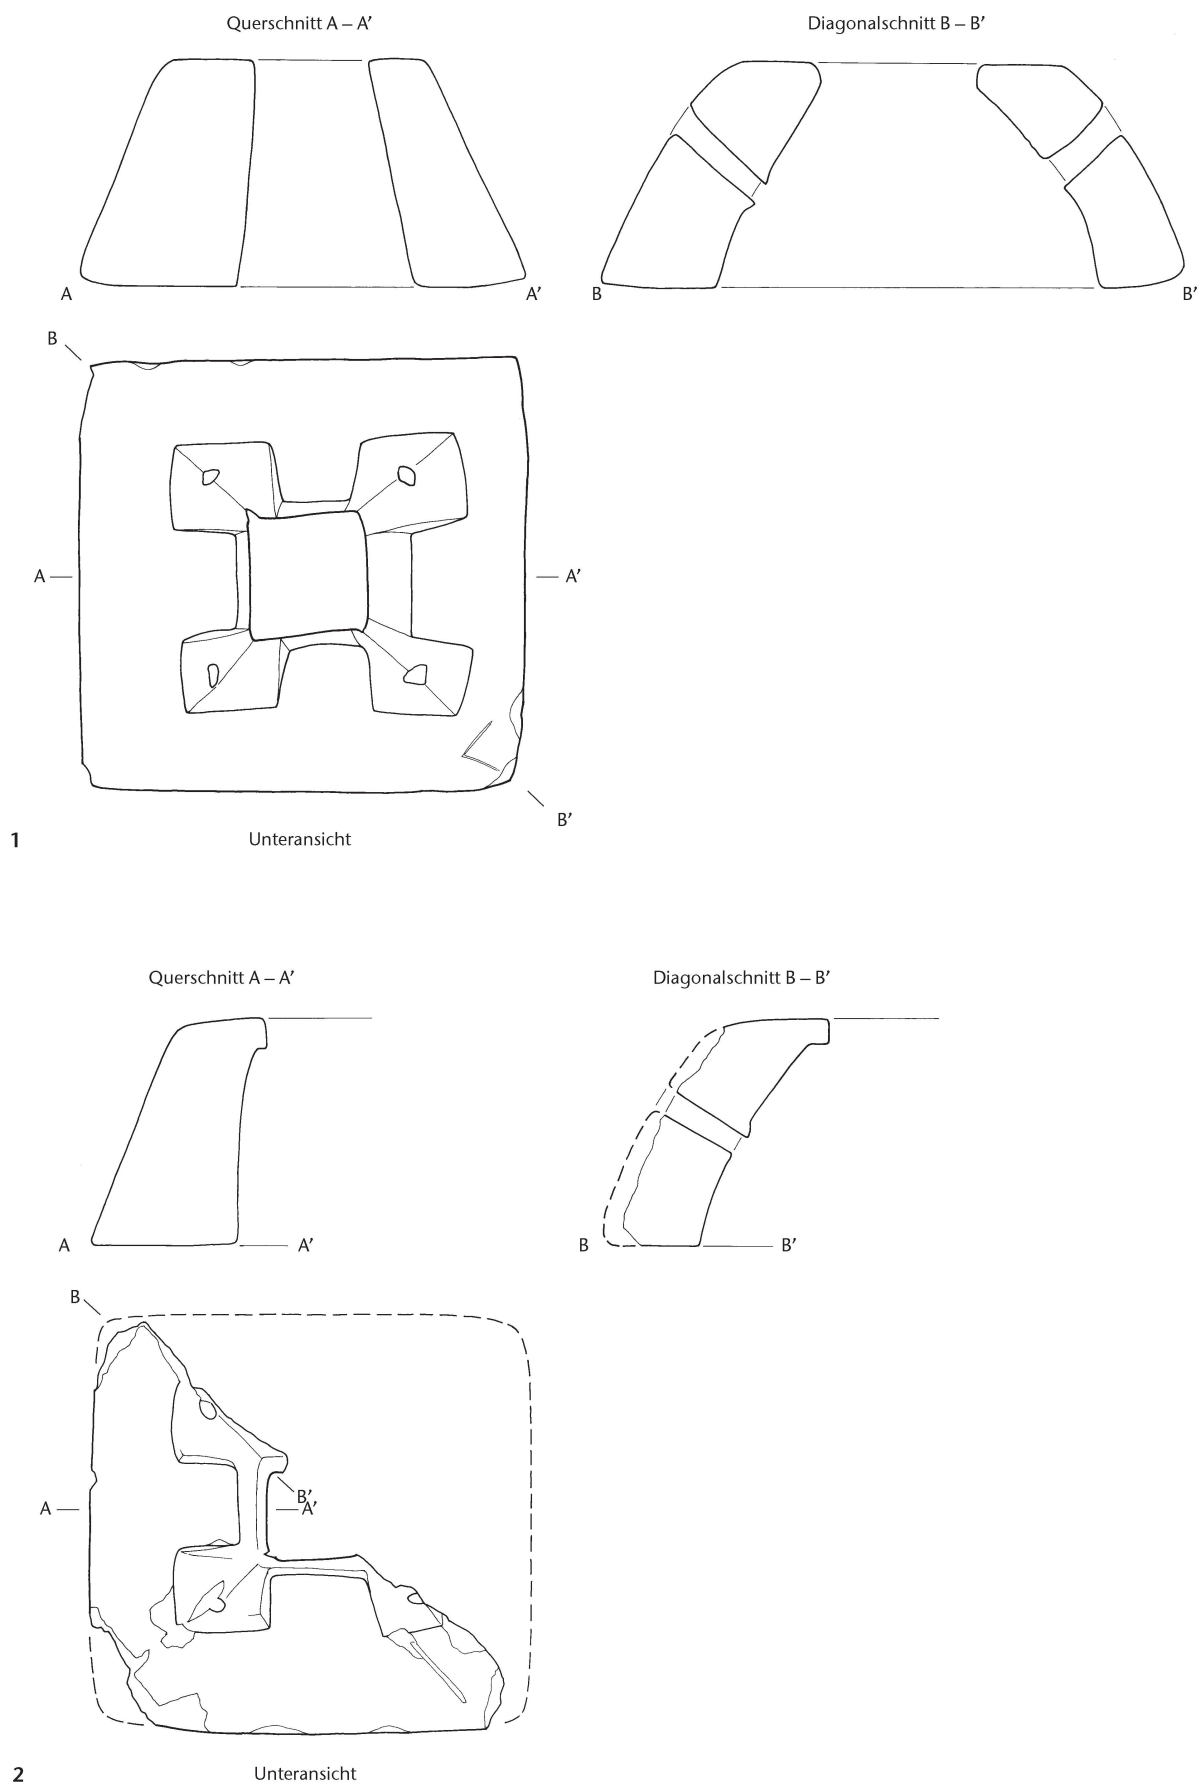 Querschnitt A – A’
Diagonalschnitt B – B’
A
A’
B
B’
B
A
A’
B’
1
Unteransicht
Querschnitt A – A’
Diagonalschnitt B – B’
A
A’
B
B’
B
B’
A
A’
2
Unteransicht